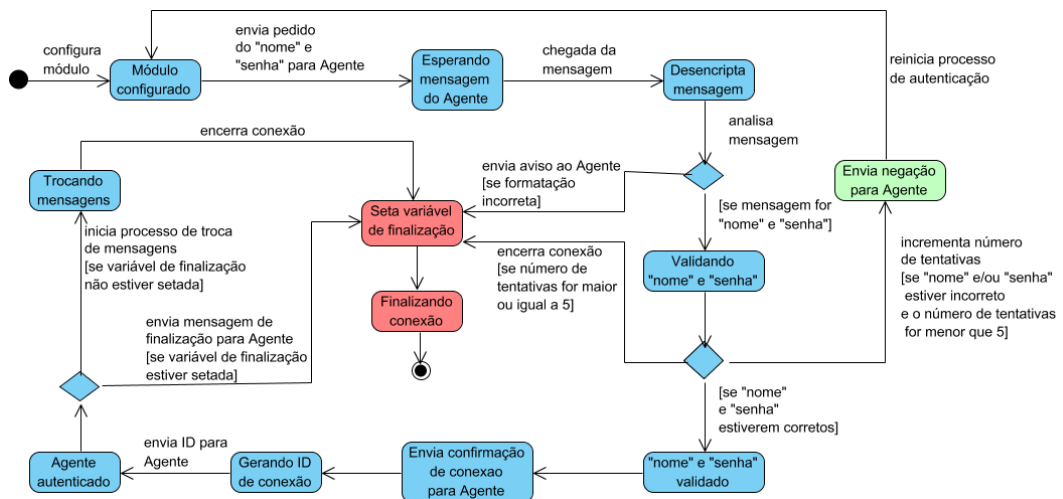 configura
módulo
Módulo
configurado
envia pedido
do "nome" e
"senha" para Agente
Esperando
mensagem
do Agente
chegada da
mensagem
Desencripta
mensagem
reinicia processo
de autenticação
analisa
mensagem
encerra conexão
Trocando
mensagens
envia aviso ao Agente
[se formatação
incorreta]
Envia negação
para Agente
Seta variável
de finalização
[se mensagem for
"nome" e "senha"]
inicia processo de troca
de mensagens
[se variável de finalização
não estiver setada]
encerra conexão
[se número de
tentativas for maior
ou igual a 5]
Validando
"nome" e "senha"
incrementa número
de tentativas
[se "nome" e/ou "senha"
estiver incorreto
e o número de tentativas
for menor que 5]
Finalizando
conexão
envia mensagem de
finalização para Agente
[se variável de finalização
estiver setada]
[se "nome"
e "senha"
estiverem corretos]
Agente
autenticado
envia ID para
Agente
Gerando ID
de conexão
Envia confirmação
de conexao
para Agente
"nome" e "senha"
validado